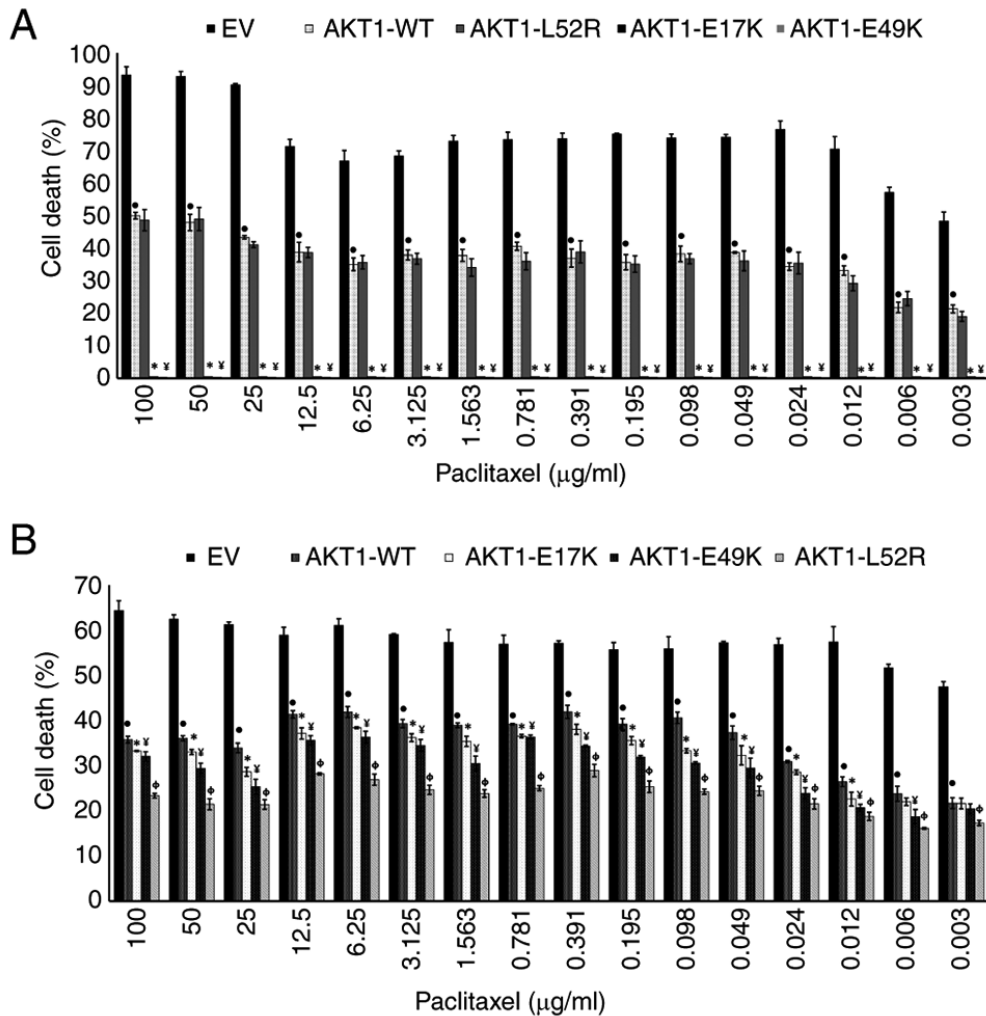 A
EV AKT1-WT AKT1-L52R AKT1-E17K AKT1-E49K
Cell death (%)
100
90
80
70
60
50
40
30
20
10
0
100 50 25 12.5 6.25 3.125 1.563 0.781 0.391 0.195 0.098 0.049 0.024 0.012 0.006 0.003
Paclitaxel (μg/ml)
B
EV AKT1-WT AKT1-E17K AKT1-E49K AKT1-L52R
Cell death (%)
70
60
50
40
30
20
10
0
100 50 25 12.5 6.25 3.125 1.563 0.781 0.391 0.195 0.098 0.049 0.024 0.012 0.006 0.003
Paclitaxel (μg/ml)